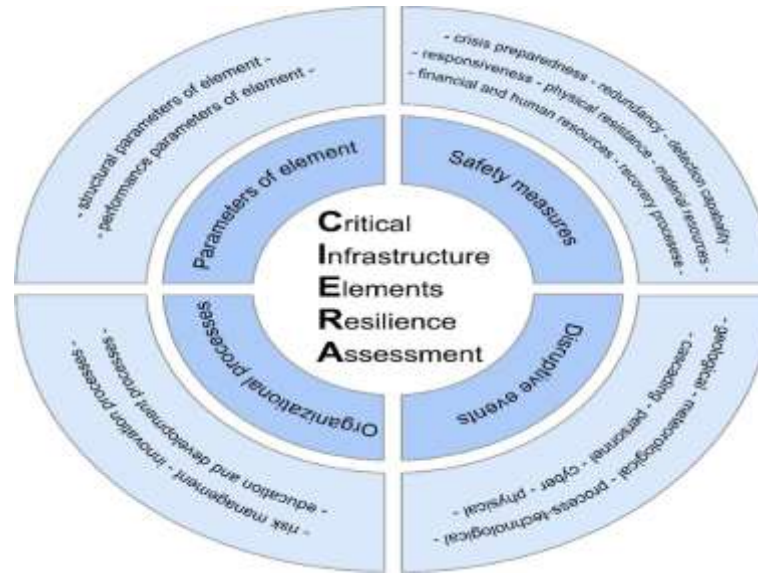 - structural parameters of element -
- performance parameters of element -
Parameters of element
- crisis preparedness - redundancy - detection capability -
- responsiveness - physical resistance - material resources -
- financial and human resources - recovery processese -
Safety measures
Critical
Infrastructure
Elements
Resilience
Assessment
Organizational processes
- education and development processes
- risk management - innovation processes -
Disruptive events
- cascading - personnel - cyber - physical -
- geological - meteorological - process-technological -